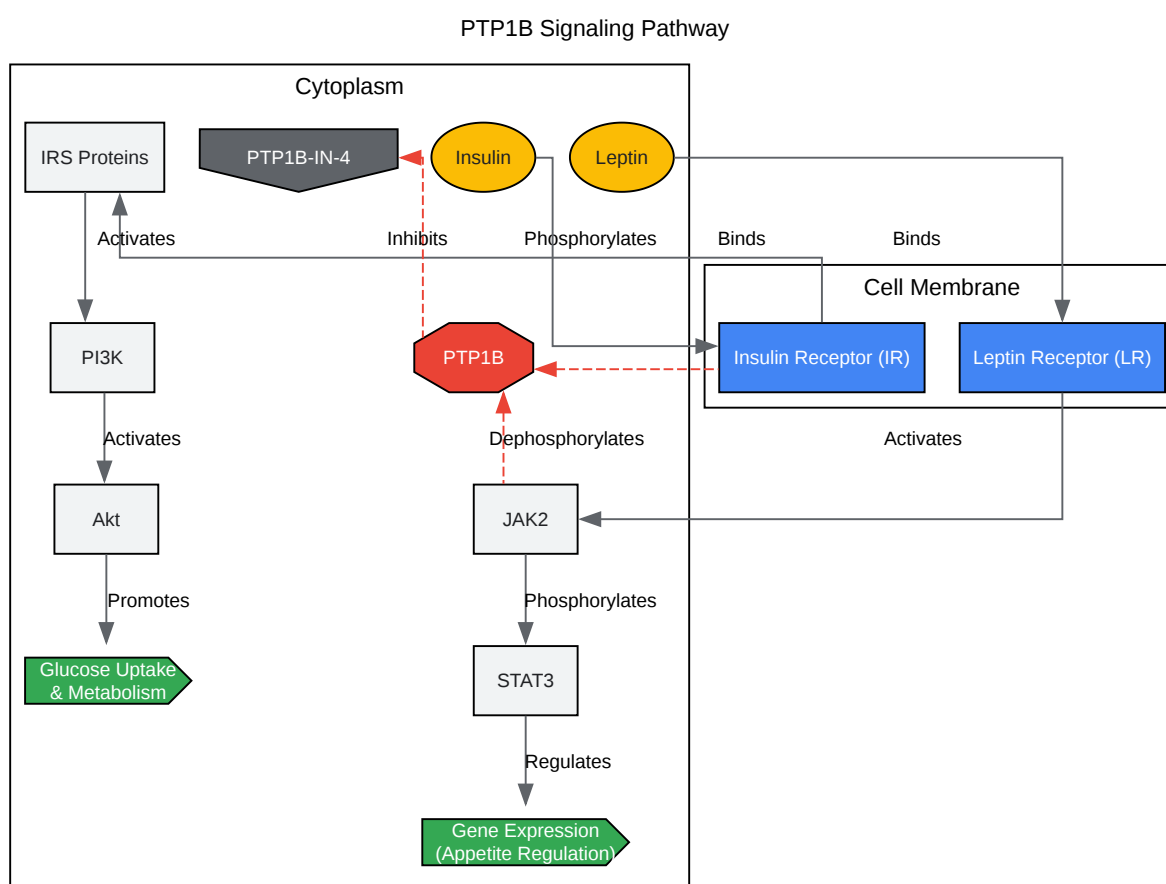 PTP1B Signaling Pathway
Cytoplasm
IRS Proteins
PTP1B-IN-4
Insulin
Leptin
Activates
Inhibits
Phosphorylates
Binds
Binds
Cell Membrane
PI3K
PTP1B
Insulin Receptor (IR)
Leptin Receptor (LR)
Activates
Dephosphorylates
Activates
Akt
JAK2
Promotes
Phosphorylates
Glucose Uptake
& Metabolism
STAT3
Regulates
Gene Expression
(Appetite Regulation)